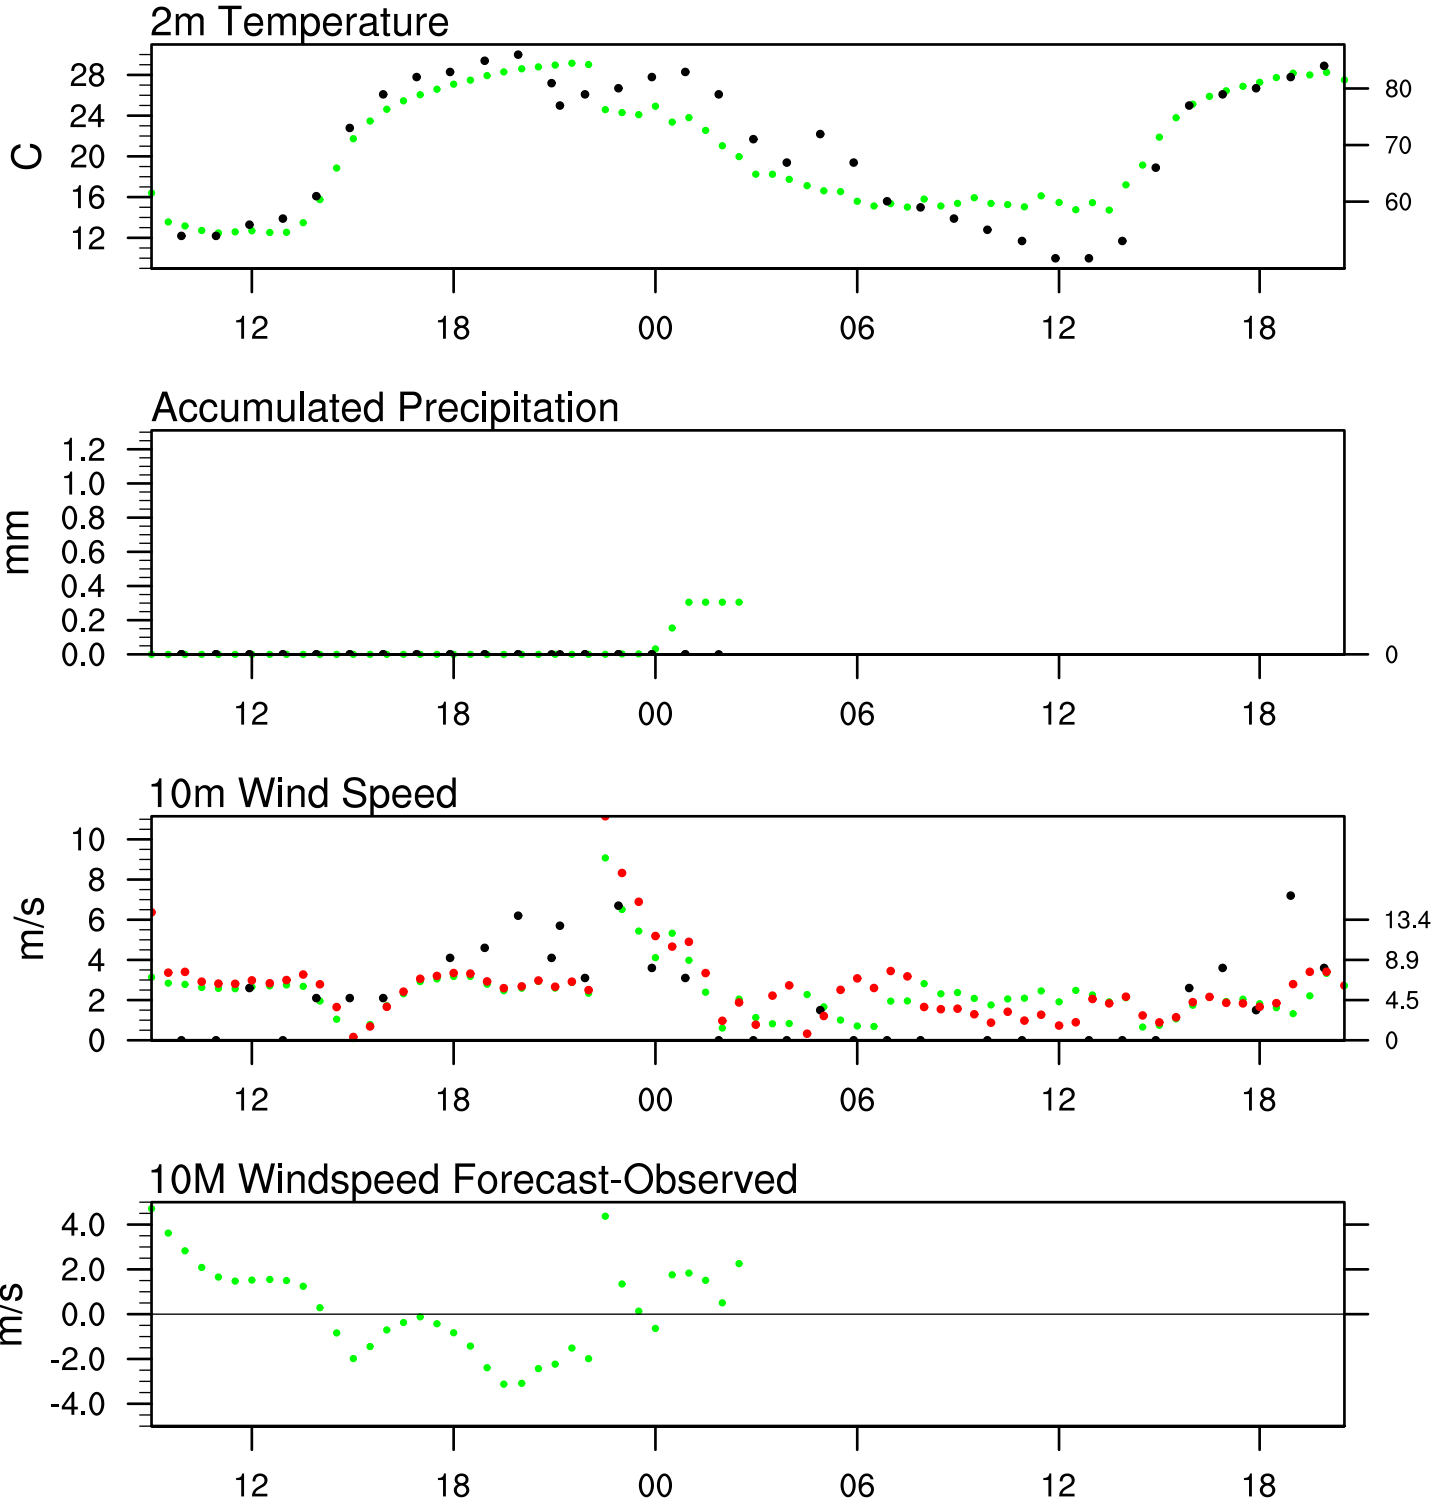 2m Temperature
C
28
24
20
16
12
80
70
60
12 18 00 06 12 18
Accumulated Precipitation
mm
1.2
1.0
0.8
0.6
0.4
0.2
0.0
0
12 18 00 06 12 18
10m Wind Speed
m/s
10
8
6
4
2
0
13.4
8.9
4.5
0
12 18 00 06 12 18
10M Windspeed Forecast-Observed
m/s
4.0
2.0
0.0
-2.0
-4.0
12 18 00 06 12 18